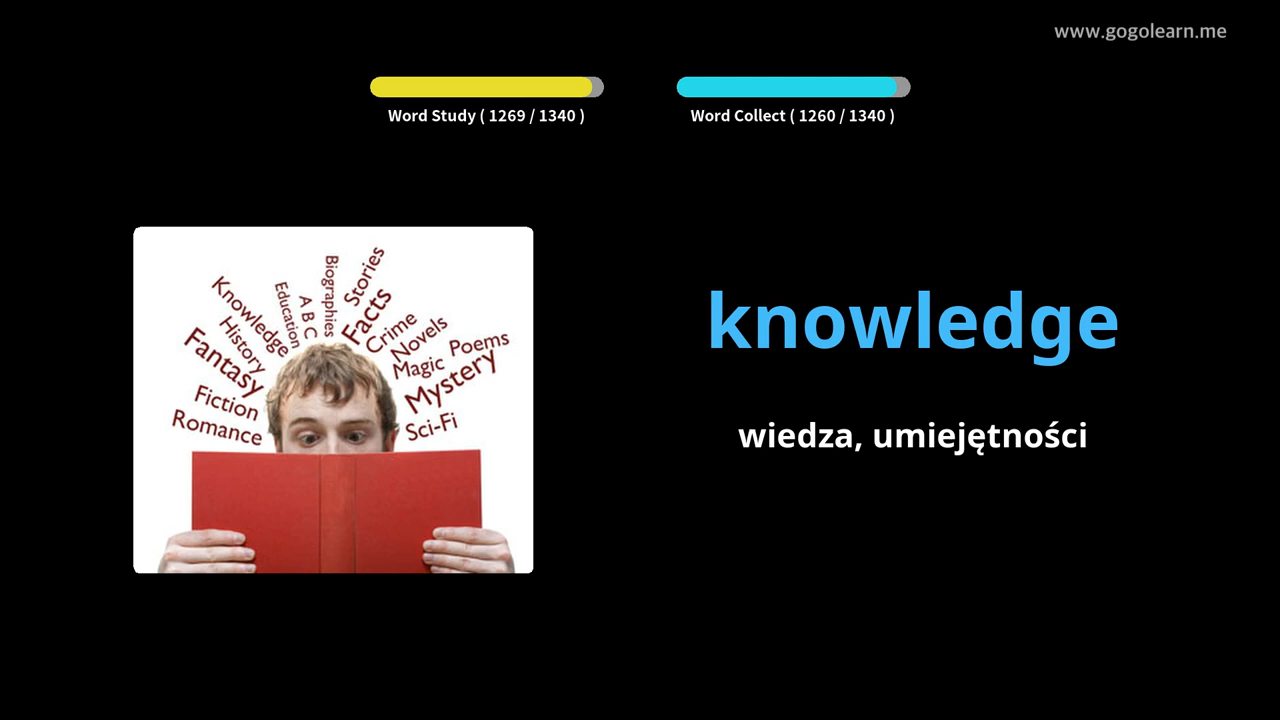 www.gogolearn.me
Word Study ( 1269 / 1340 )
Word Collect ( 1260 / 1340 )
Biographies
Stories
Education
A B C
Facts
Knowledge
Crime
History
Novels
Poems
Fantasy
Magic
Mystery
Fiction
Romance
Sci-Fi
knowledge
wiedza, umiejętności